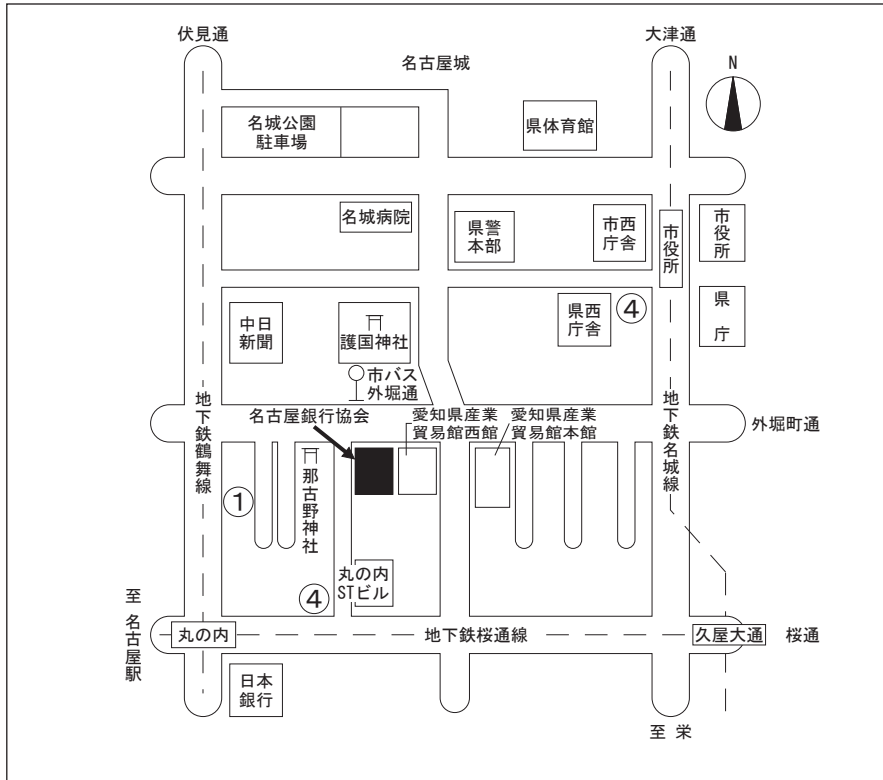 伏見通
大津通
名古屋城
N
名城公園
駐車場
県体育館
名城病院
県警
本部
市西
庁舎
市役所
市役所
中日
新聞
護国神社
県西
庁舎
④
県
庁
市バス
外堀通
地下鉄鶴舞線
名古屋銀行協会
愛知県産業
貿易館西館
愛知県産業
貿易館本館
地下鉄名城線
外堀町通
①
那古野神社
丸の内
STビル
④
至 名古屋駅
丸の内
地下鉄桜通線
久屋大通
桜通
日本
銀行
至 栄